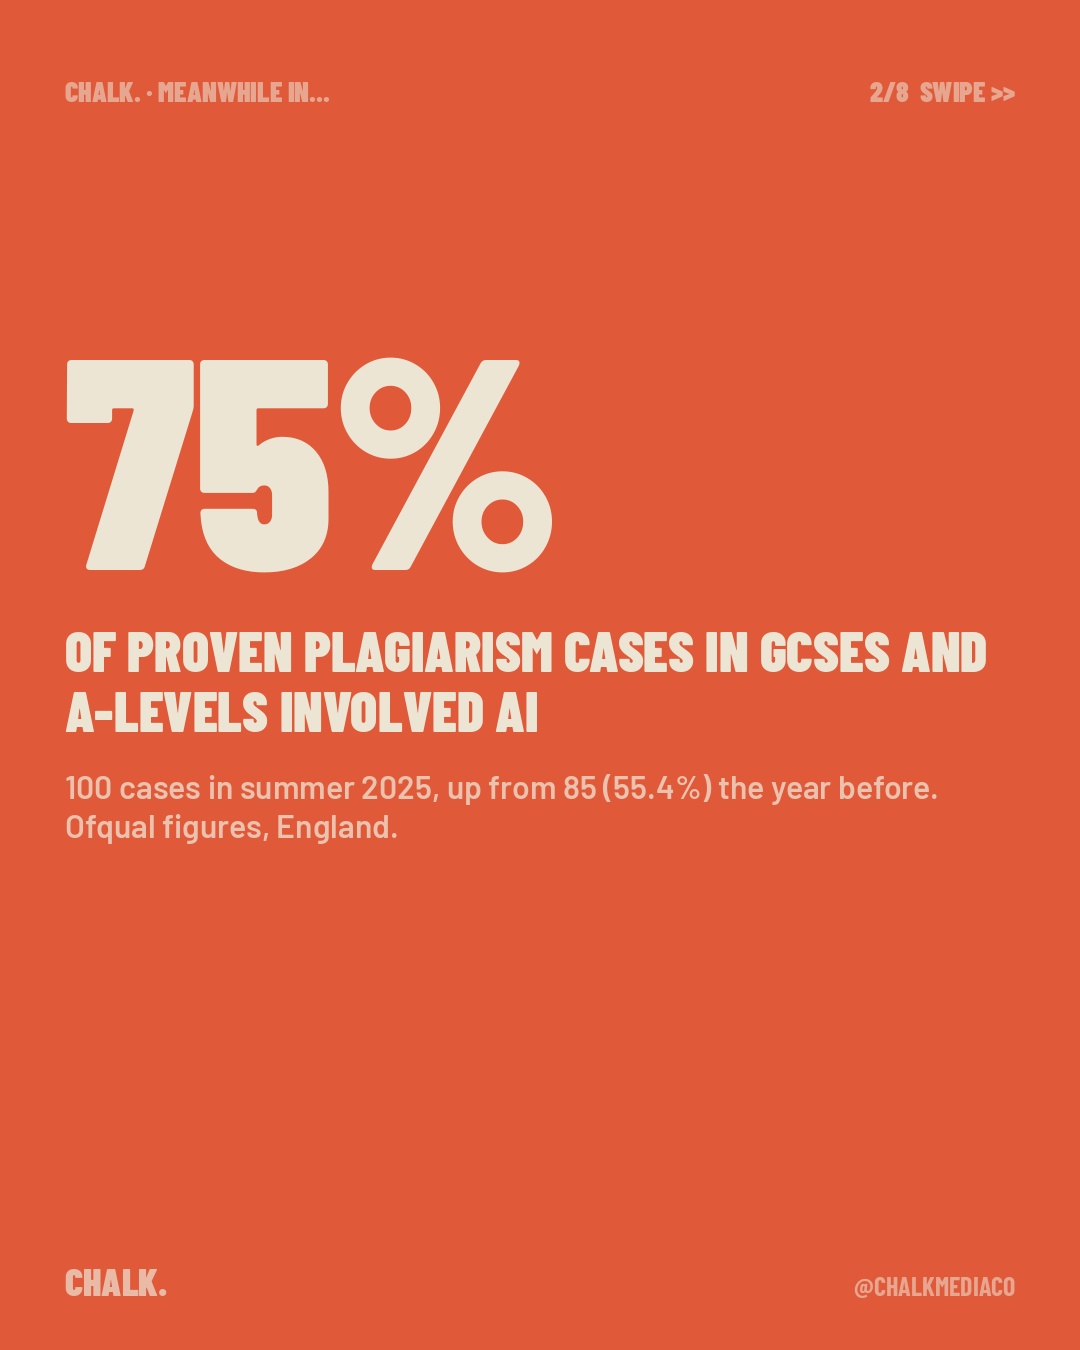 CHALK. · MEANWHILE IN...
2/8 SWIPE >>
75%
OF PROVEN PLAGIARISM CASES IN GCSES AND
A-LEVELS INVOLVED AI
100 cases in summer 2025, up from 85 (55.4%) the year before.
Ofqual figures, England.
CHALK.
@CHALKMEDIACO